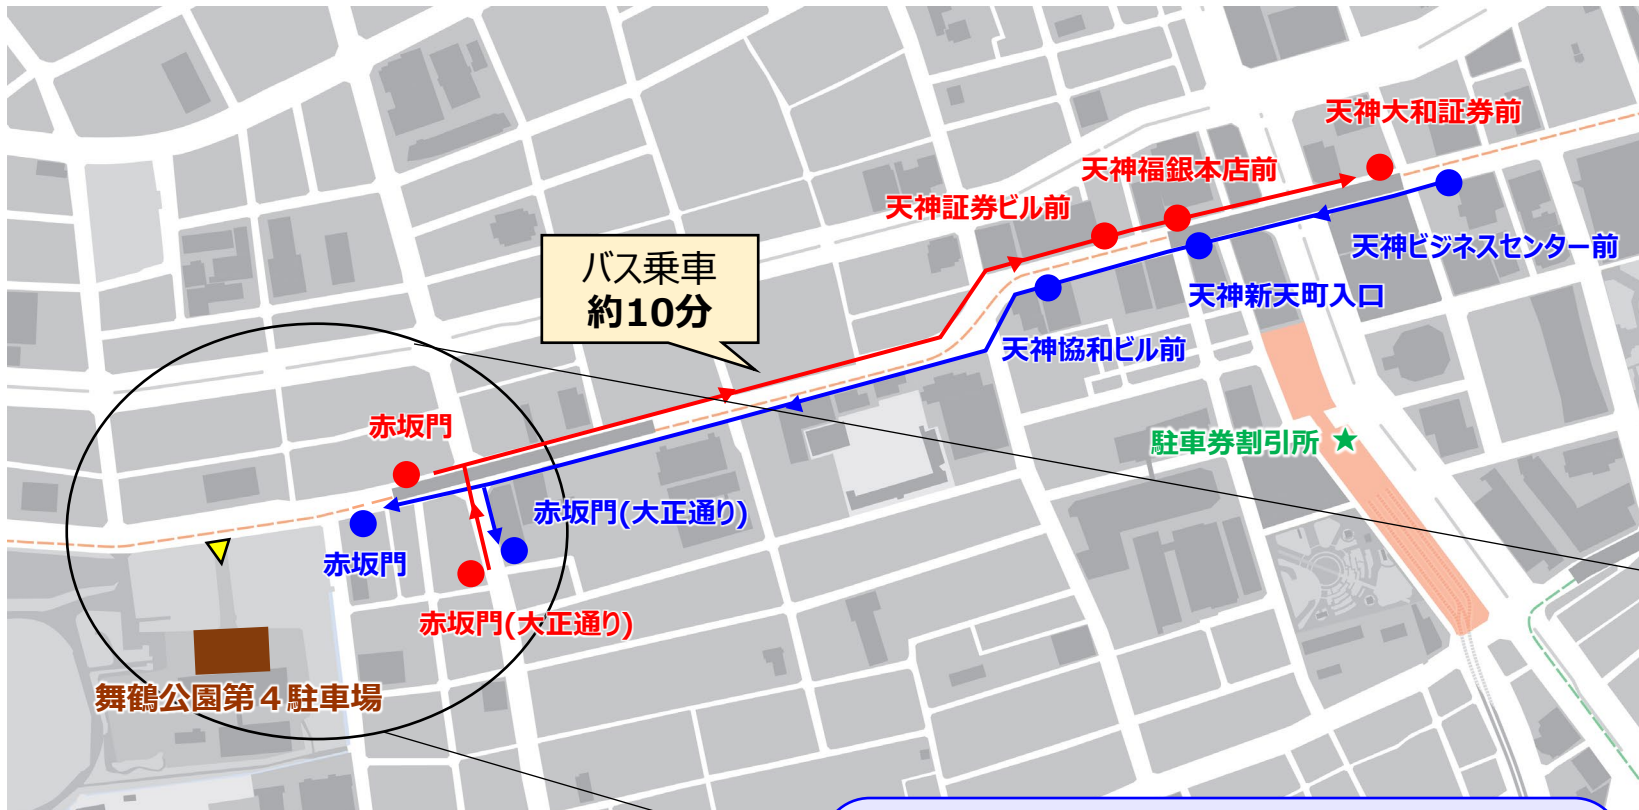 天神大和証券前
天神福銀本店前
天神証券ビル前
天神ビジネスセンター前
バス乗車
約10分
天神新天町入口
天神協和ビル前
赤坂門
駐車券割引所
赤坂門(大正通り)
赤坂門
赤坂門(大正通り)
舞鶴公園第４駐車場